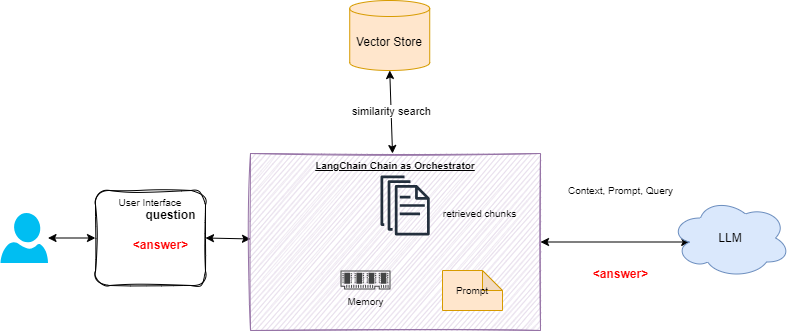 Vector Store
similarity search
LangChain Chain as Orchestrator
retrieved chunks
Memory
Prompt
User Interface
question
<answer>
Context, Prompt, Query
LLM
<answer>